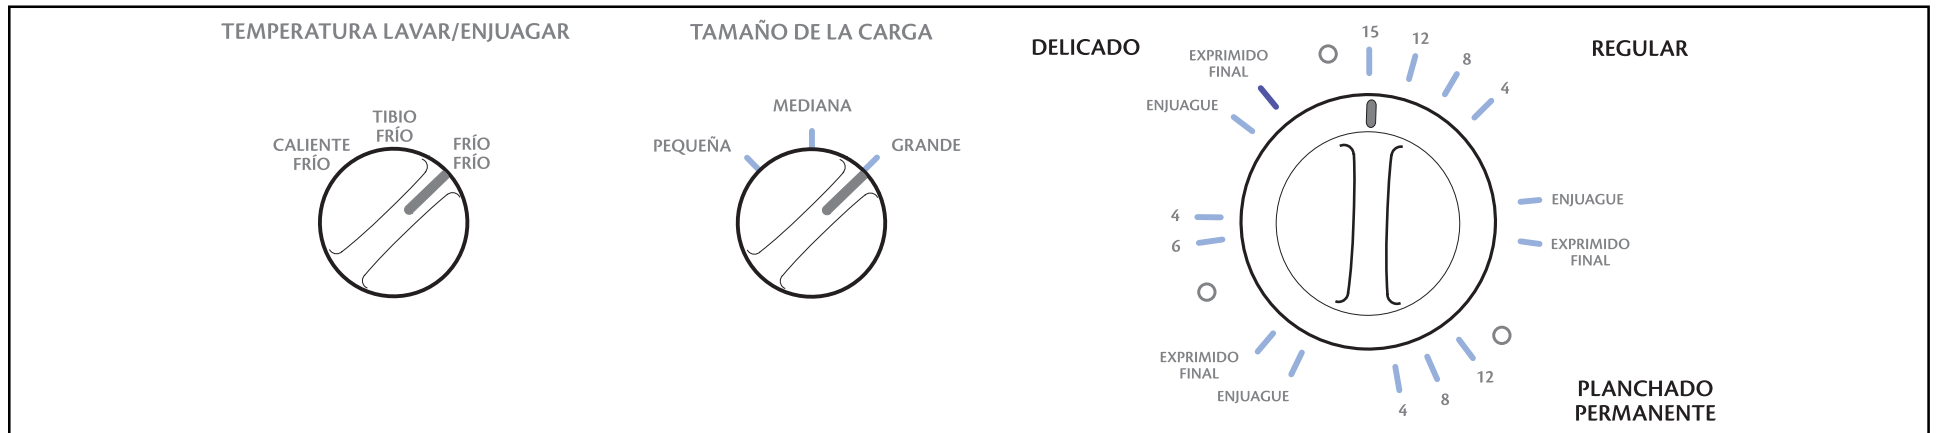 TEMPERATURA LAVAR/ENJUAGAR
CALIENTE
FRÍO
TIBIO
FRÍO
FRÍO
FRÍO
TAMAÑO DE LA CARGA
PEQUEÑA
MEDIANA
GRANDE
DELICADO
EXPRIMIDO
FINAL
ENJUAGUE
4
6
REGULAR
15
12
8
4
ENJUAGUE
EXPRIMIDO
FINAL
PLANCHADO
PERMANENTE
12
8
4
ENJUAGUE
EXPRIMIDO
FINAL